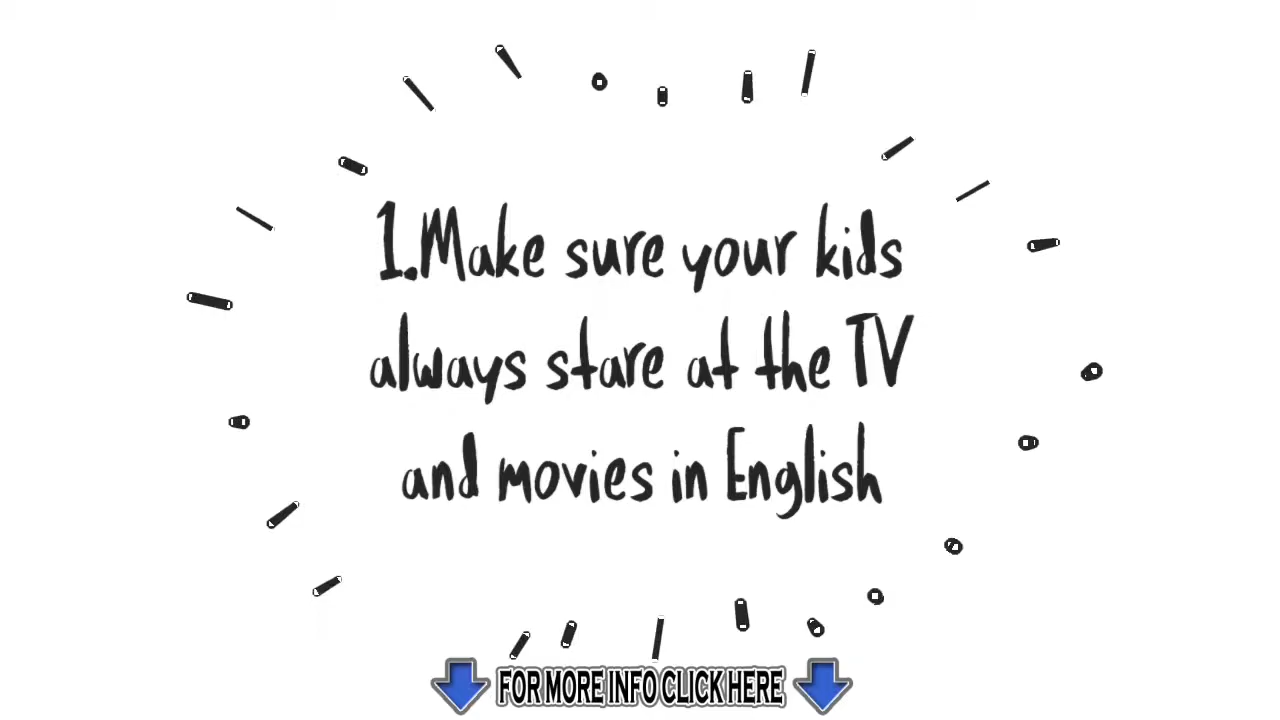 1.Make sure your kids
always stare at the TV
and movies in English
FOR MORE INFO CLICK HERE